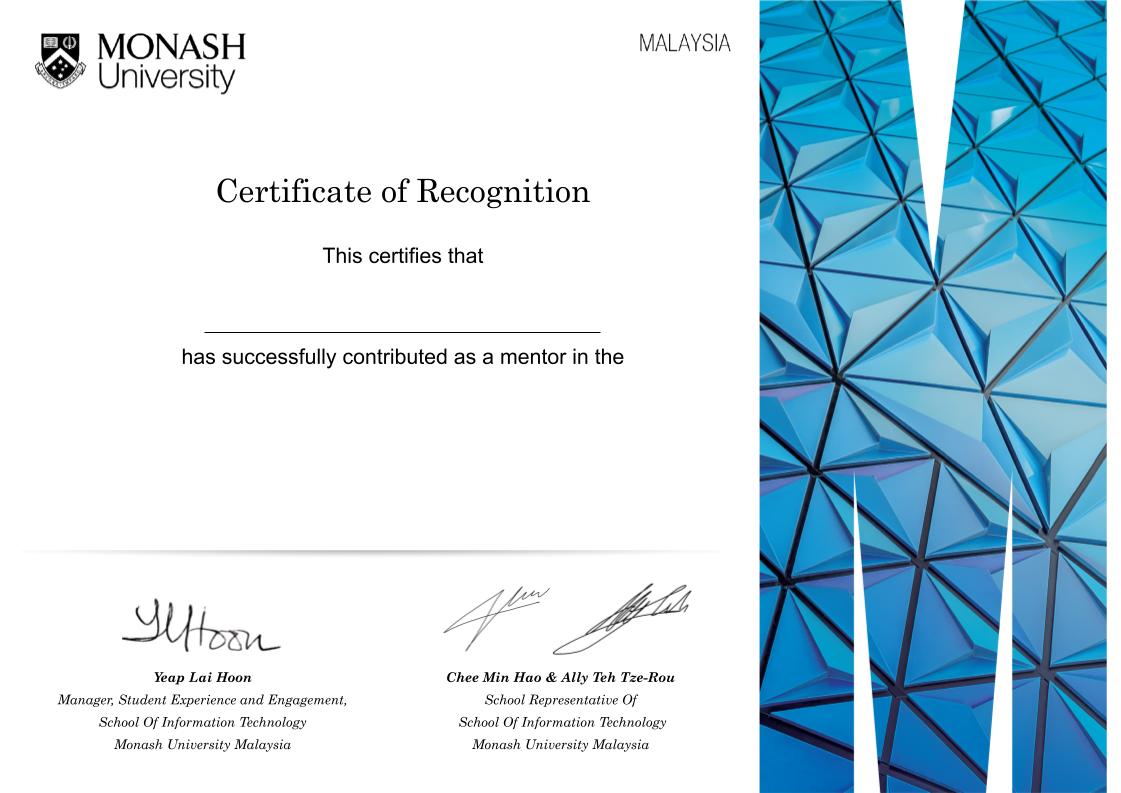 MONASH
University
MALAYSIA
Certificate of Recognition
This certifies that
has successfully contributed as a mentor in the
Yeap Lai Hoon
Manager, Student Experience and Engagement,
School Of Information Technology
Monash University Malaysia
Chee Min Hao & Ally Teh Tze-Rou
School Representative Of
School Of Information Technology
Monash University Malaysia